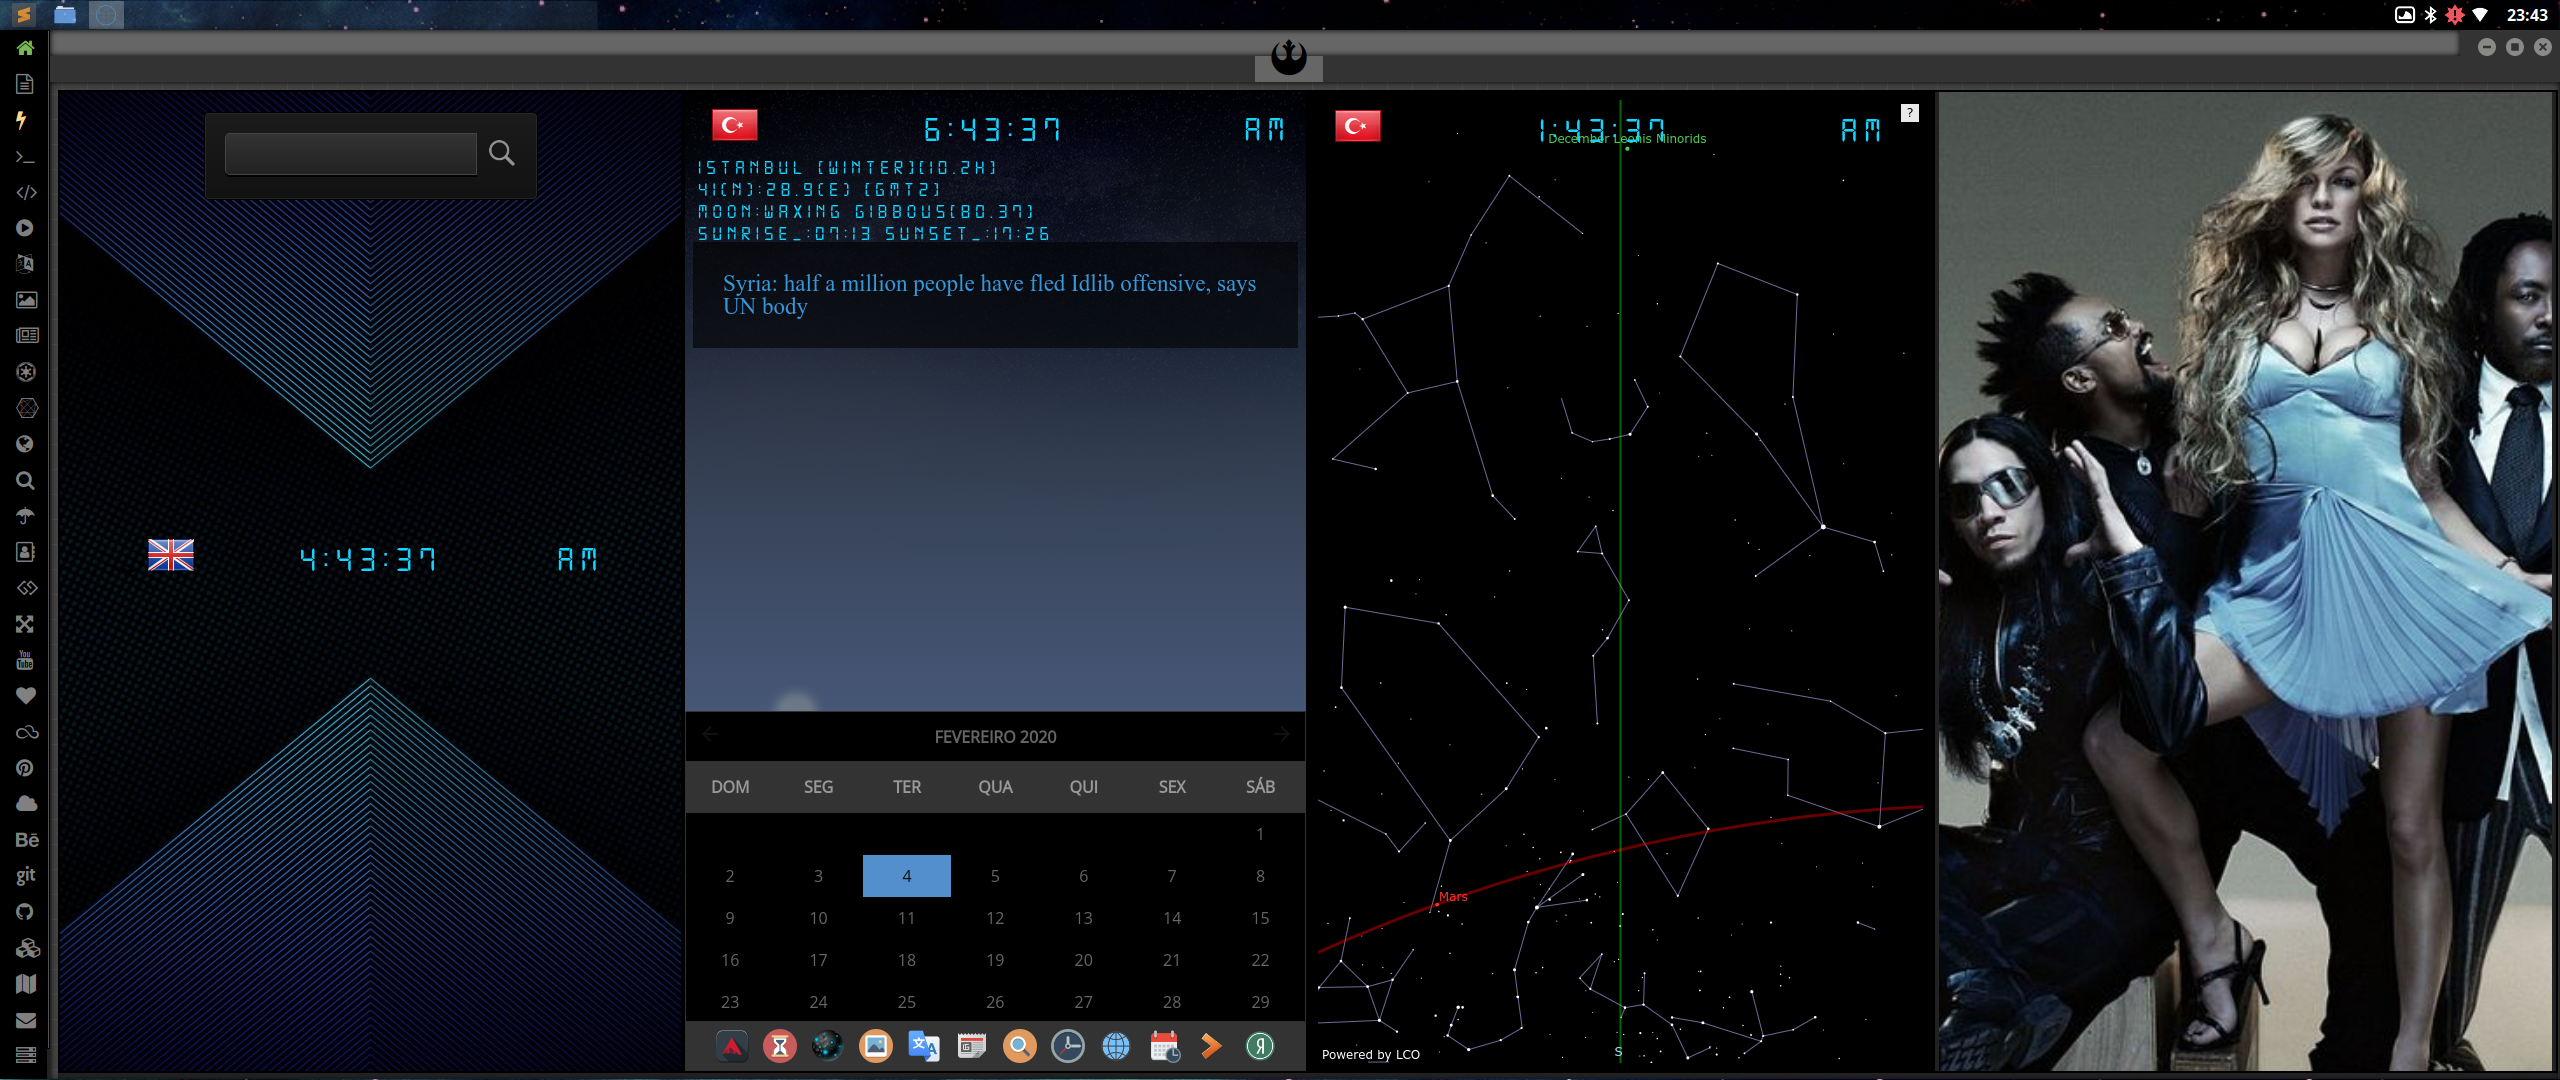 23:43
You
Tube
Bē
git
4:43:37 AM
6:43:37 AM
ISTANBUL (WINTER)(10.2H)
41(N):28.9(E) (GMT2)
MOON:WAXING GIBBOUS(80.37)
SUNRISE_:07:13 SUNSET_:17:26
Syria: half a million people have fled Idlib offensive, says
UN body
FEVEREIRO 2020
DOM SEG TER QUA QUI SEX SÁB
1
2 3 4 5 6 7 8
9 10 11 12 13 14 15
16 17 18 19 20 21 22
23 24 25 26 27 28 29
1:43:37 AM
?
December Leonis Minorids
Mars
Powered by LCO
S